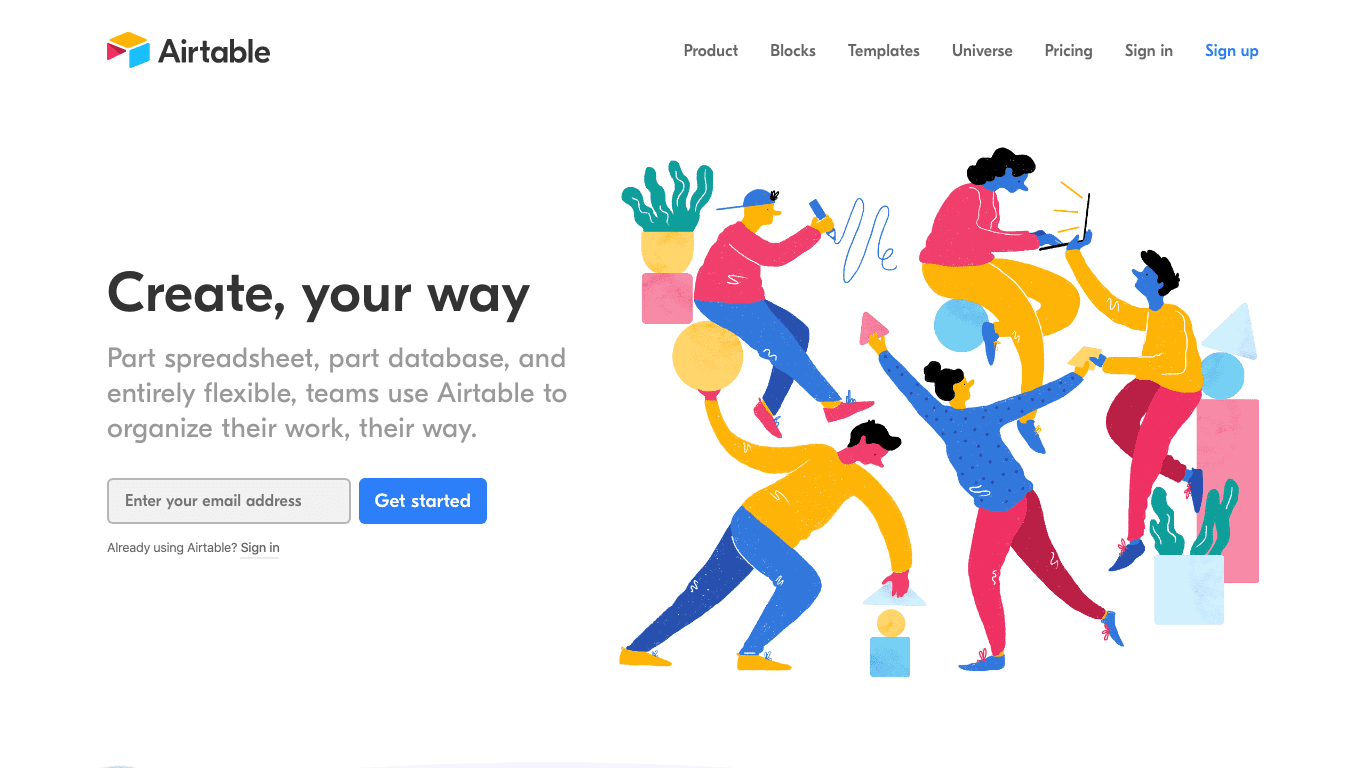 Airtable
Product Blocks Templates Universe Pricing Sign in Sign up
Create, your way
Part spreadsheet, part database, and
entirely flexible, teams use Airtable to
organize their work, their way.
Enter your email address
Get started
Already using Airtable? Sign in